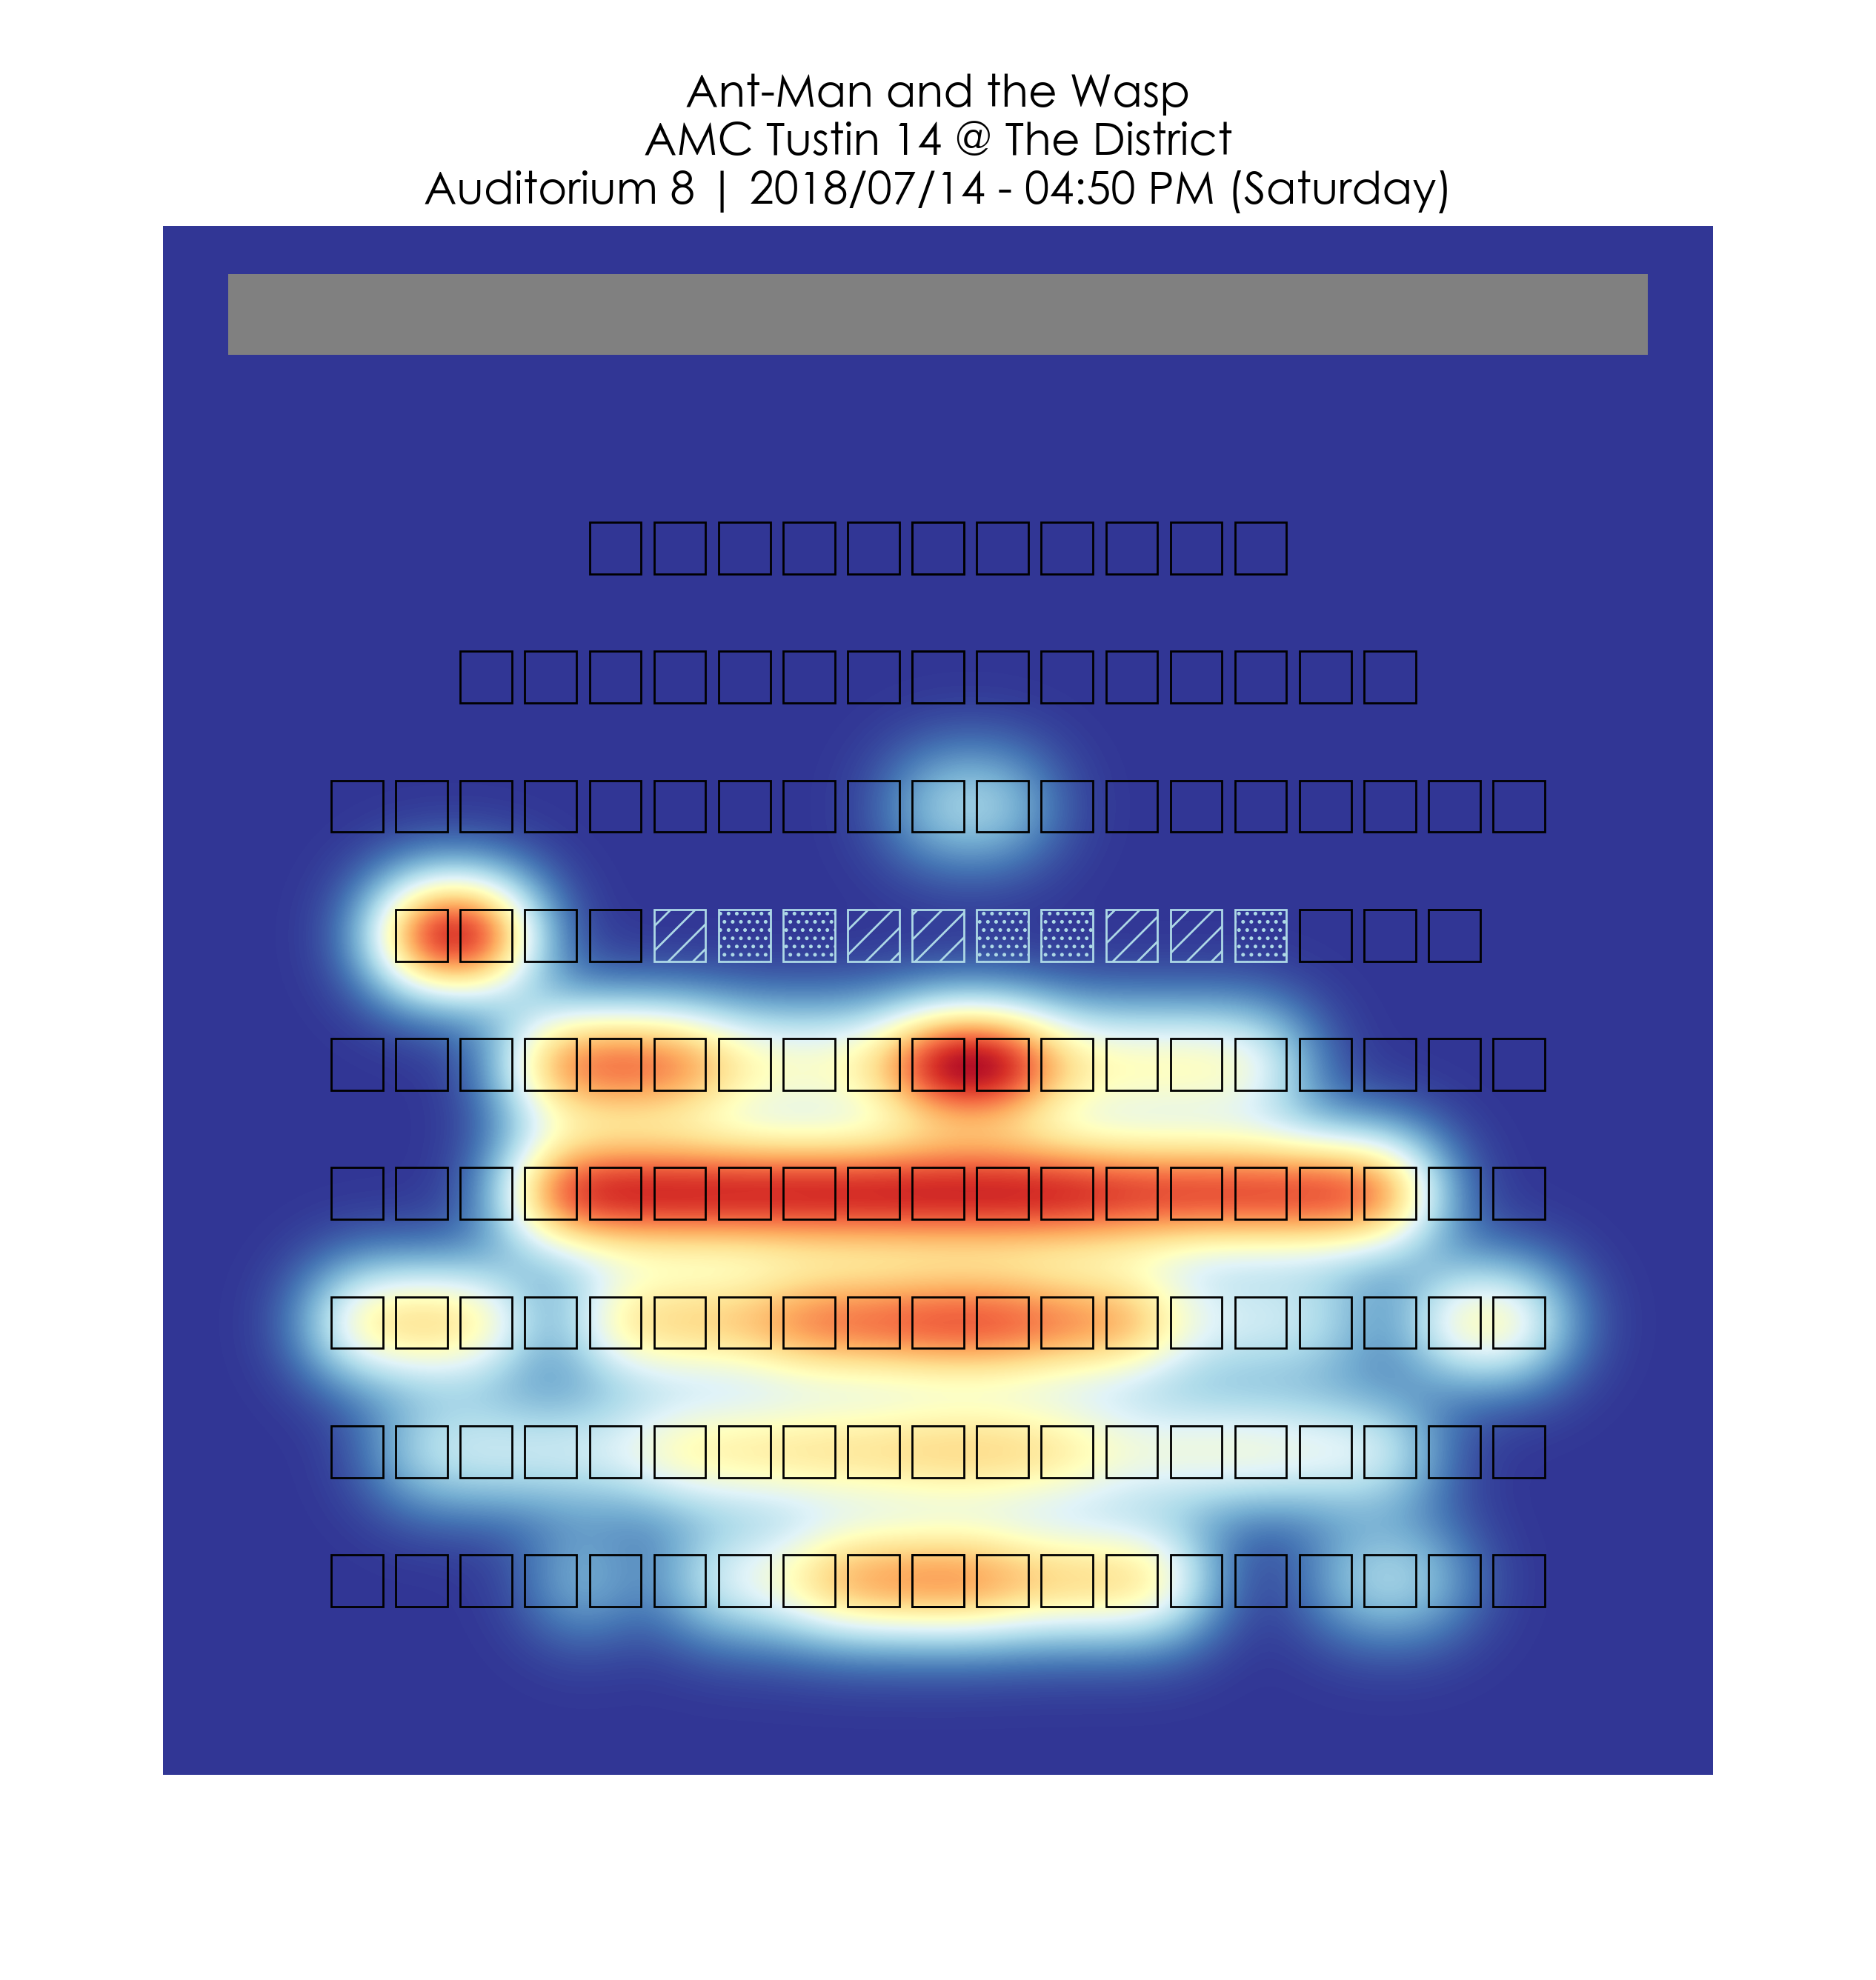 Ant-Man and the Wasp
AMC Tustin 14 @ The District
Auditorium 8 | 2018/07/14 - 04:50 PM (Saturday)